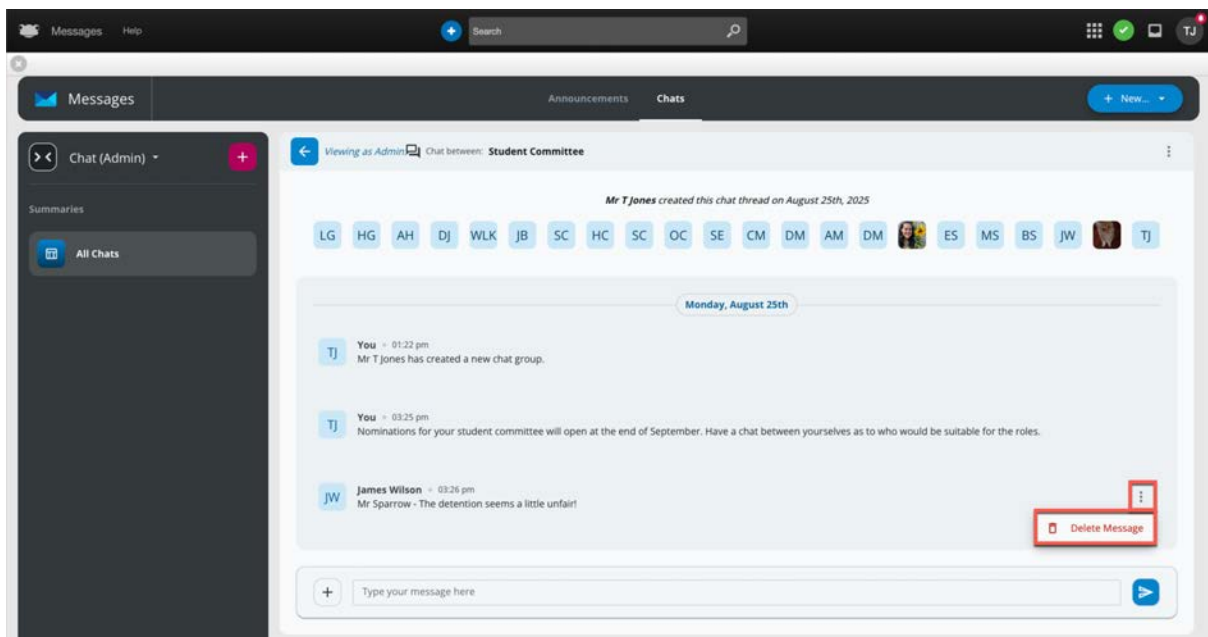 Messages Help Search TJ
Messages Announcements Chats + New...
Chat (Admin) +
Summaries
All Chats
Viewing as Admin Chat between: Student Committee
Mr T Jones created this chat thread on August 25th, 2025
LG HG AH DJ WLK JB SC HC SC OC SE CM DM AM DM ES MS BS JW TJ
Monday, August 25th
TJ You 01:22 pm
Mr T Jones has created a new chat group.
TJ You 03:25 pm
Nominations for your student committee will open at the end of September. Have a chat between yourselves as to who would be suitable for the roles.
JW James Wilson 03:26 pm
Mr Sparrow - The detention seems a little unfair!
Delete Message
+ Type your message here